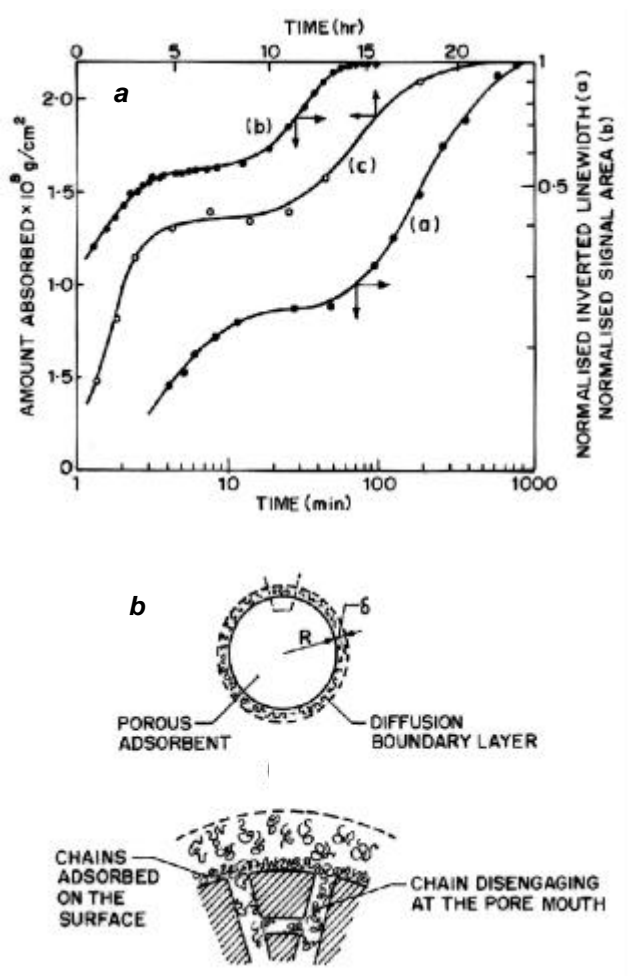 TIME (hr)
0 5 10 15 20
a
2·0
1·5
1·0
1·5
0
AMOUNT ABSORBED × 10⁸ g/cm²
(b)
(c)
(a)
1
0·5
NORMALISED INVERTED LINEWIDTH (a)
NORMALISED SIGNAL AREA (b)
1 10 100 1000
TIME (min)
b
R
δ
POROUS
ADSORBENT
DIFFUSION
BOUNDARY LAYER
CHAINS
ADSORBED
ON THE
SURFACE
CHAIN DISENGAGING
AT THE PORE MOUTH